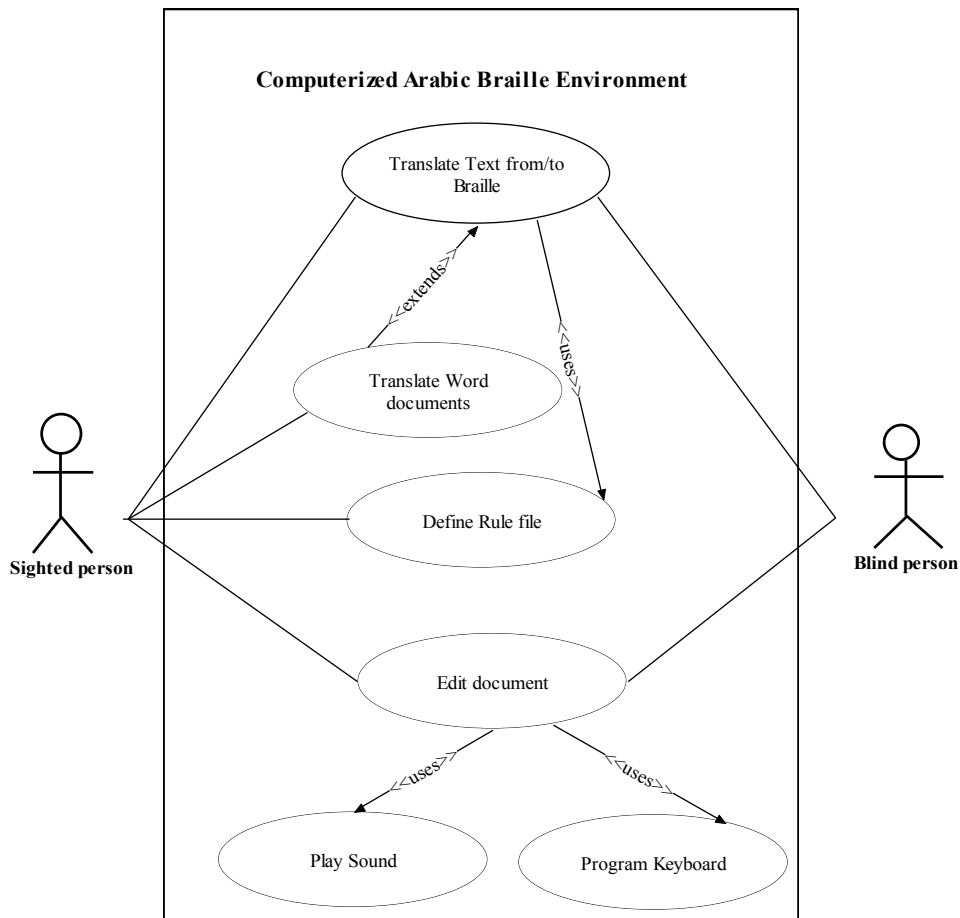 Computerized Arabic Braille Environment
Translate Text from/to
Braille
<<extends>>
<<uses>>
Translate Word
documents
Define Rule file
Sighted person
Blind person
Edit document
<<uses>>
<<uses>>
Play Sound
Program Keyboard